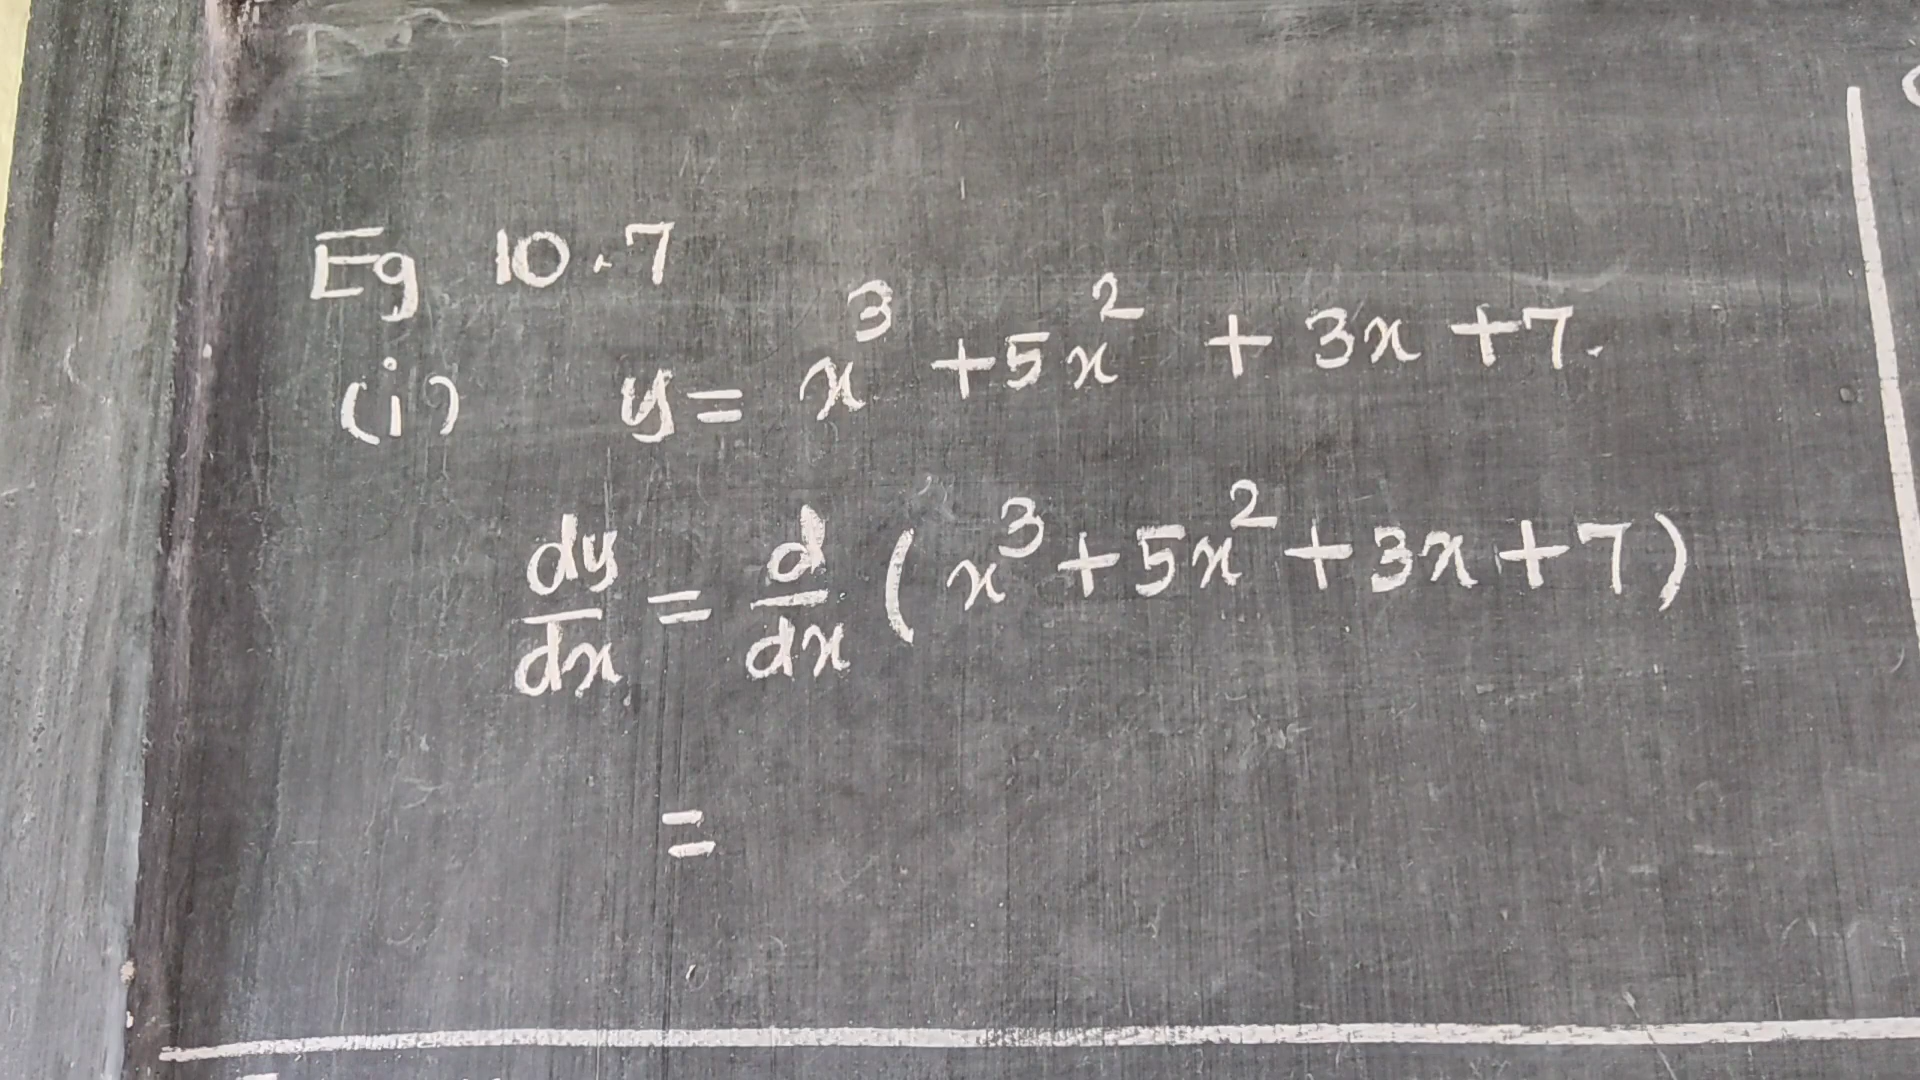 Eg 10.7
(i) y = x³ + 5x² + 3x + 7.
dy/dx = d/dx (x³ + 5x² + 3x + 7)
=